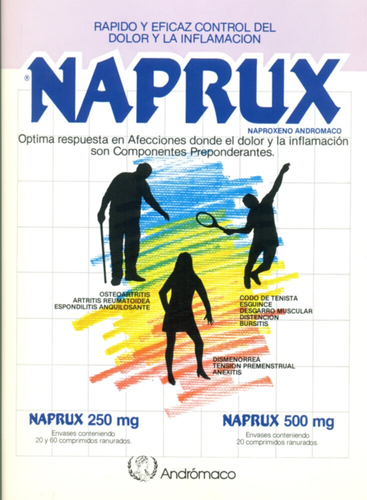 RAPIDO Y EFICAZ CONTROL DEL
DOLOR Y LA INFLAMACION
® NAPRUX
NAPROXENO ANDROMACO
Optima respuesta en Afecciones donde el dolor y la inflamación
son Componentes Preponderantes.
OSTEOARTRITIS
ARTRITIS REUMATOIDEA
ESPONDILITIS ANQUILOSANTE
CODO DE TENISTA
ESGUINCE
DESGARRO MUSCULAR
DISTENCION
BURSITIS
DISMENORREA
TENSION PREMENSTRUAL
ANEXITIS
NAPRUX 250 mg
Envases conteniendo
20 y 60 comprimidos ranurados.
NAPRUX 500 mg
Envases conteniendo
20 comprimidos ranurados.
Andrómaco